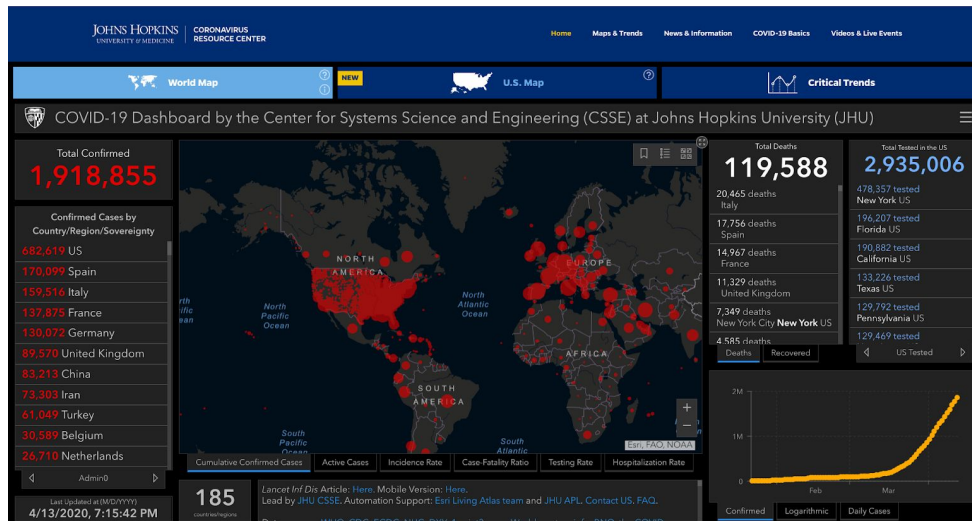 JOHNS HOPKINS
UNIVERSITY & MEDICINE
CORONAVIRUS
RESOURCE CENTER
Home Maps & Trends News & Information COVID-19 Basics Videos & Live Events
World Map
NEW
U.S. Map
Critical Trends
COVID-19 Dashboard by the Center for Systems Science and Engineering (CSSE) at Johns Hopkins University (JHU)
Total Confirmed
1,918,855
Confirmed Cases by
Country/Region/Sovereignty
682,619 US
170,099 Spain
159,516 Italy
137,875 France
130,072 Germany
89,570 United Kingdom
83,213 China
73,303 Iran
61,049 Turkey
30,589 Belgium
26,710 Netherlands
Admin0
Last Updated at (M/D/YYYY)
4/13/2020, 7:15:42 PM
NORTH
AMERICA
North
Pacific
Ocean
North
Atlantic
Ocean
EUROPE
AFRICA
SOUTH
AMERICA
South
Pacific
Ocean
South
Atlantic
Esri, FAO, NOAA
Cumulative Confirmed Cases Active Cases Incidence Rate Case-Fatality Ratio Testing Rate Hospitalization Rate
185
countries/regions
Lancet Inf Dis Article: Here. Mobile Version: Here.
Lead by JHU CSSE. Automation Support: Esri Living Atlas team and JHU APL. Contact US. FAQ.
Total Deaths
119,588
20,465 deaths
Italy
17,756 deaths
Spain
14,967 deaths
France
11,329 deaths
United Kingdom
7,349 deaths
New York City New York US
4,585 deaths
Deaths Recovered
Total Tested in the US
2,935,006
478,357 tested
New York US
196,207 tested
Florida US
190,882 tested
California US
133,226 tested
Texas US
129,792 tested
Pennsylvania US
129,469 tested
US Tested
2M
1M
0
Feb Mar
Confirmed Logarithmic Daily Cases